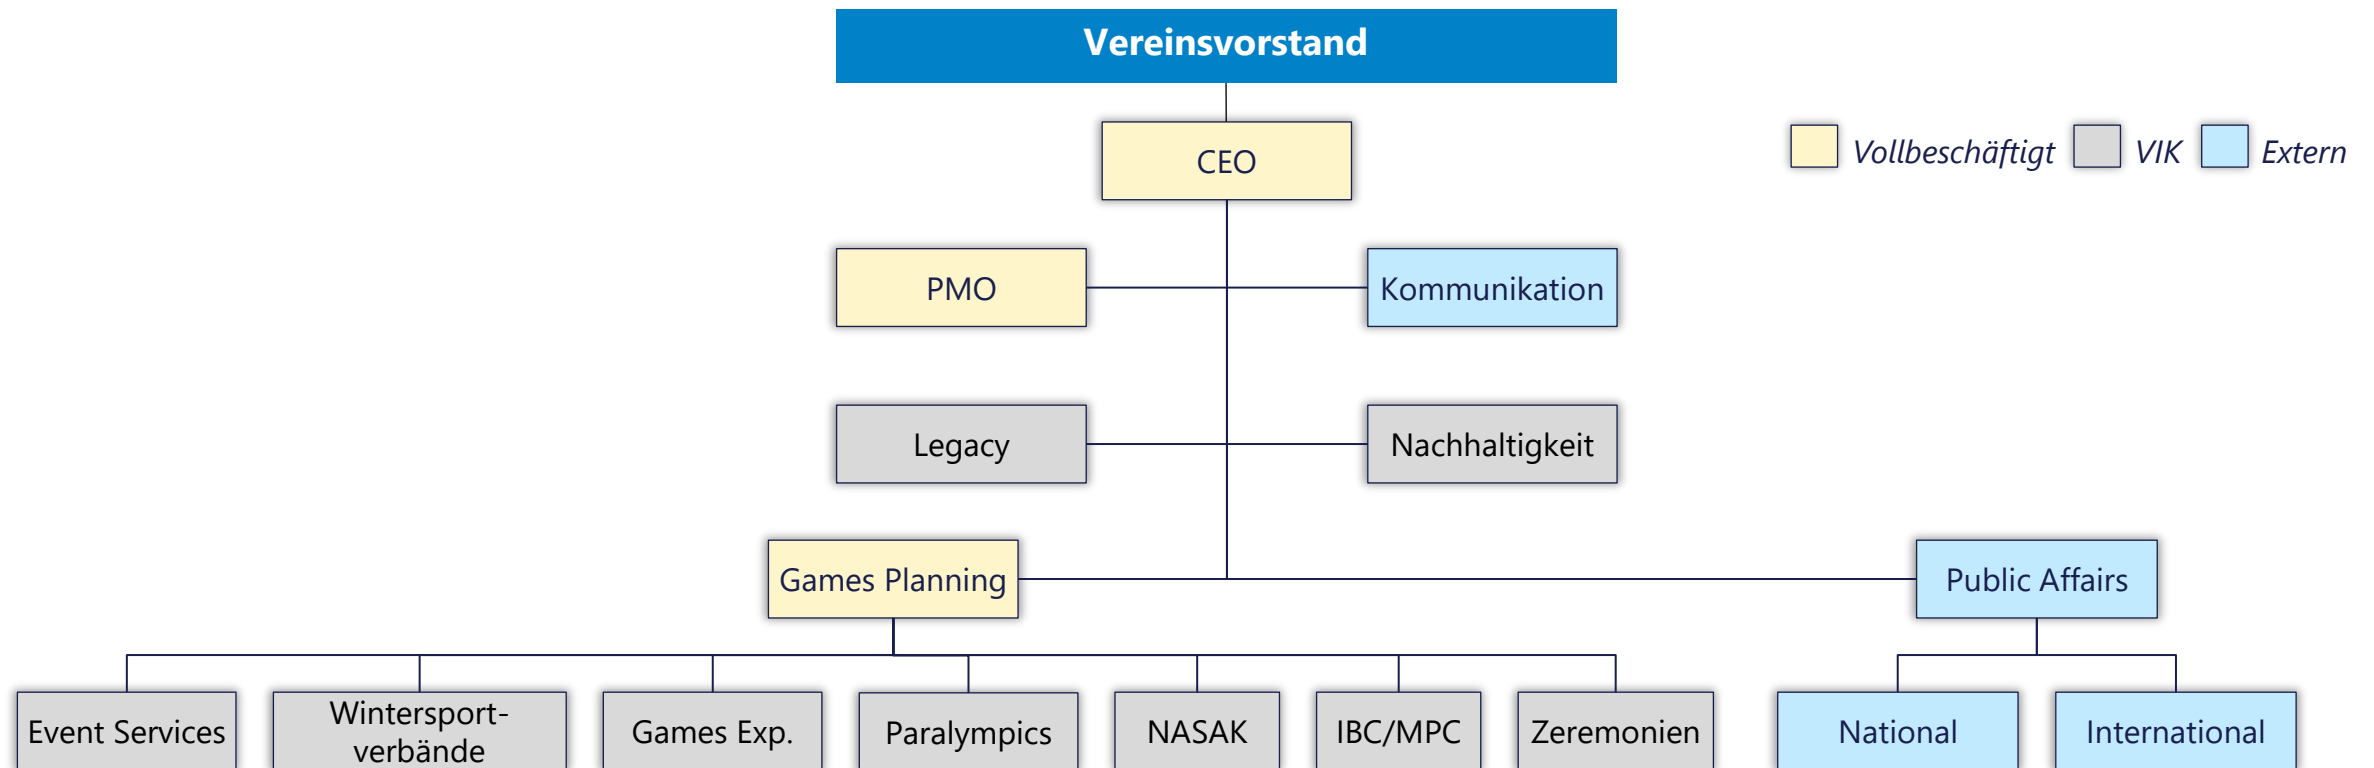 Vereinsvorstand
CEO
Vollbeschäftigt
VIK
Extern
PMO
Kommunikation
Legacy
Nachhaltigkeit
Games Planning
Public Affairs
Event Services
Wintersport-
verbände
Games Exp.
Paralympics
NASAK
IBC/MPC
Zeremonien
National
International